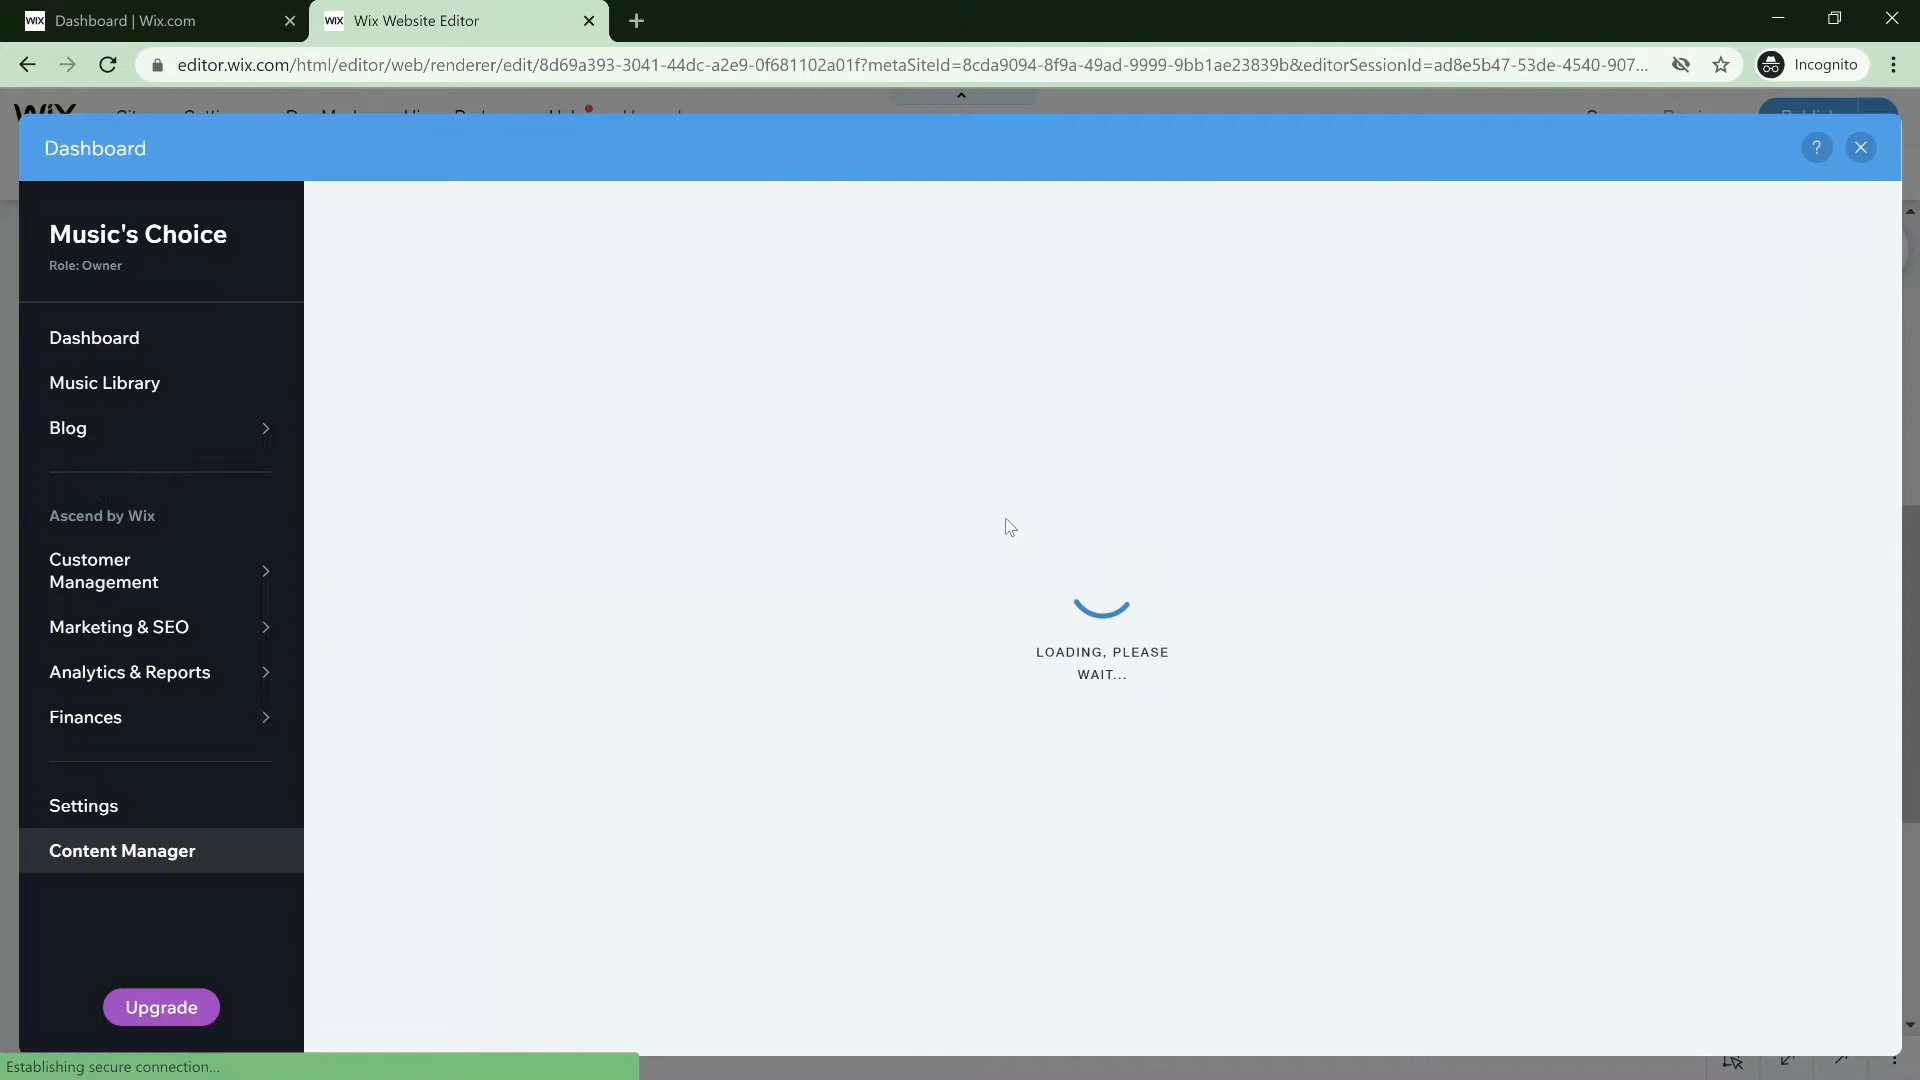 WIX Dashboard | Wix.com
WIX Wix Website Editor
editor.wix.com/html/editor/web/renderer/edit/8d69a393-3041-44dc-a2e9-0f681102a01f?metaSiteId=8cda9094-8f9a-49ad-9999-9bb1ae23839b&editorSessionId=ad8e5b47-53de-4540-907...
Incognito
WIX
Dashboard
?
Music's Choice
Role: Owner
Dashboard
Music Library
Blog
Ascend by Wix
Customer
Management
Marketing & SEO
Analytics & Reports
Finances
Settings
Content Manager
Upgrade
LOADING, PLEASE
WAIT...
Establishing secure connection...